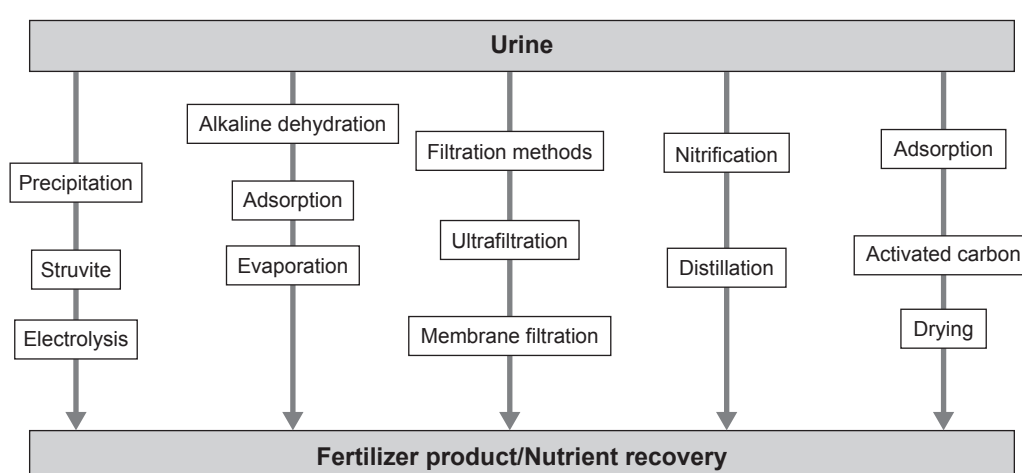 Urine
Precipitation
Struvite
Electrolysis
Alkaline dehydration
Adsorption
Evaporation
Filtration methods
Ultrafiltration
Membrane filtration
Nitrification
Distillation
Adsorption
Activated carbon
Drying
Fertilizer product/Nutrient recovery